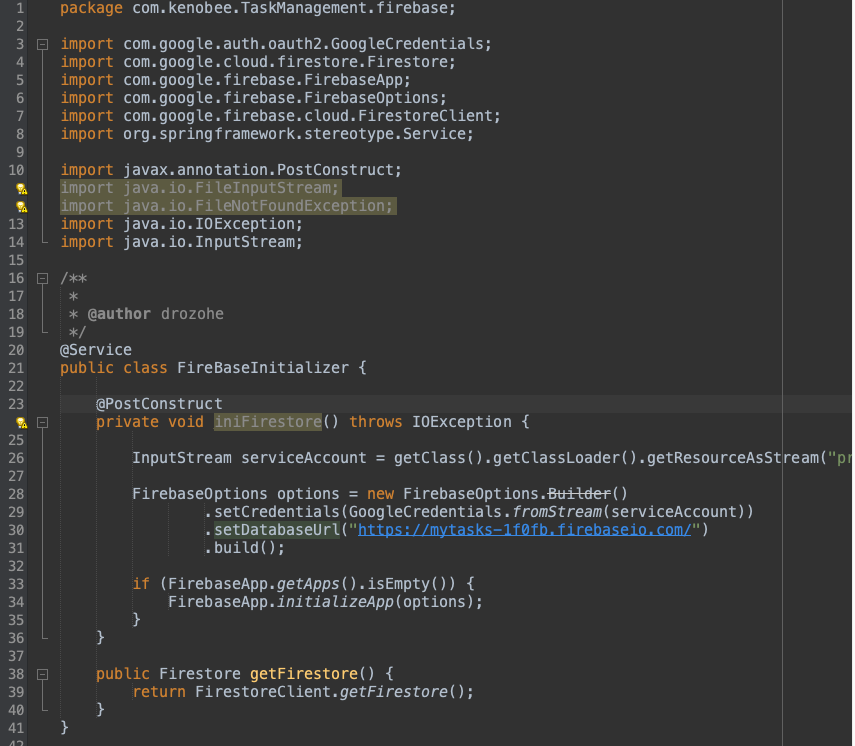 1 package com.kenobee.TaskManagement.firebase;
2
3 import com.google.auth.oauth2.GoogleCredentials;
4 import com.google.cloud.firestore.Firestore;
5 import com.google.firebase.FirebaseApp;
6 import com.google.firebase.FirebaseOptions;
7 import com.google.firebase.cloud.FirestoreClient;
8 import org.springframework.stereotype.Service;
9
10 import javax.annotation.PostConstruct;
import java.io.FileInputStream;
import java.io.FileNotFoundException;
13 import java.io.IOException;
14 import java.io.InputStream;
15
16 /**
17 *
18 * @author drozohe
19 */
20 @Service
21 public class FireBaseInitializer {
22
23 @PostConstruct
private void iniFirestore() throws IOException {
25
26 InputStream serviceAccount = getClass().getClassLoader().getResourceAsStream("pr
27
28 FirebaseOptions options = new FirebaseOptions.Builder()
29 .setCredentials(GoogleCredentials.fromStream(serviceAccount))
30 .setDatabaseUrl("https://mytasks-1f0fb.firebaseio.com/")
31 .build();
32
33 if (FirebaseApp.getApps().isEmpty()) {
34 FirebaseApp.initializeApp(options);
35 }
36 }
37
38 public Firestore getFirestore() {
39 return FirestoreClient.getFirestore();
40 }
41 }
42